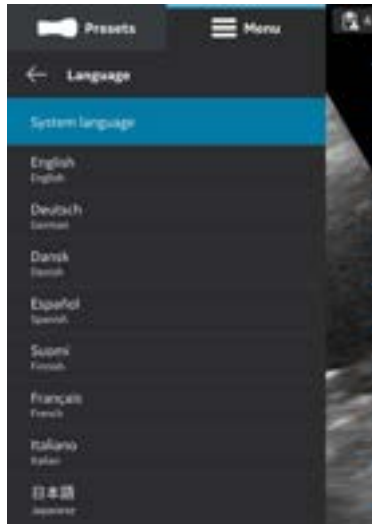 Presets
Menu
Language
System language
English
English
Deutsch
German
Dansk
Danish
Español
Spanish
Suomi
Finnish
Français
French
Italiano
Italian
日本語
Japanese